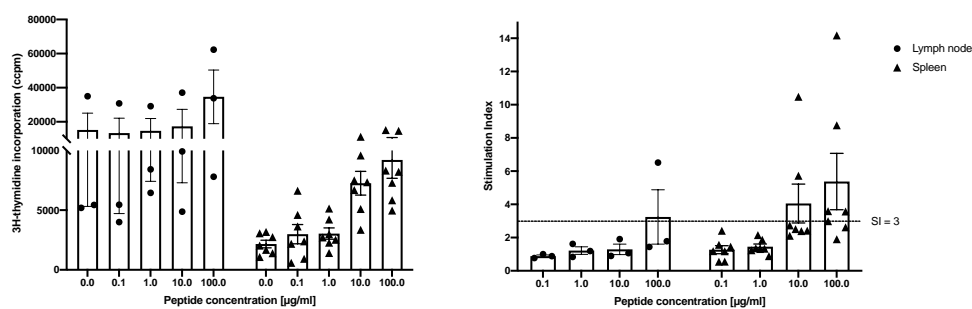 80000
60000
40000
20000
10000
5000
0
3H-thymidine incorporation (ccpm)
0.0 0.1 1.0 10.0 100.0 0.0 0.1 1.0 10.0 100.0
Peptide concentration [µg/ml]
14
12
10
8
6
4
2
0
Stimulation Index
SI = 3
0.1 1.0 10.0 100.0 0.1 1.0 10.0 100.0
Peptide concentration [µg/ml]
Lymph node
Spleen